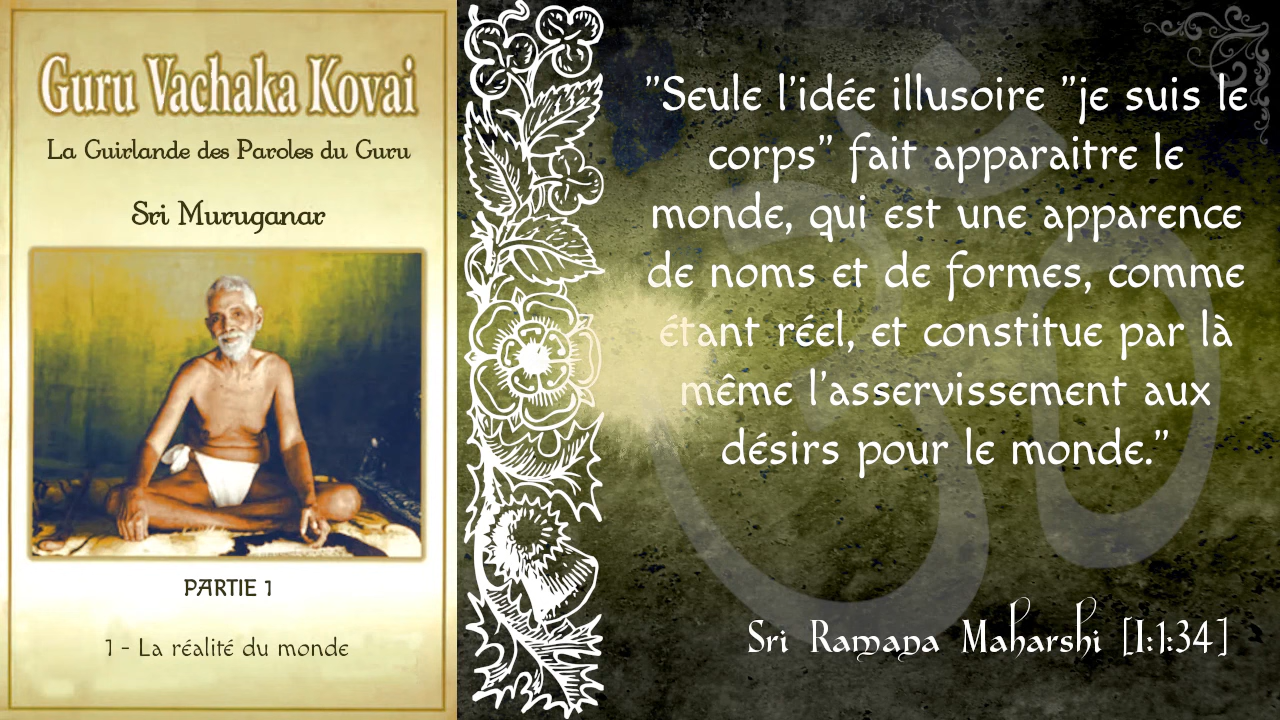 Guru Vachaka Kovai
La Guirlande des Paroles du Guru
Sri Muruganar
PARTIE 1
1 - La réalité du monde
"Seule l'idée illusoire "je suis le
corps" fait apparaitre le
monde, qui est une apparence
de noms et de formes, comme
étant réel, et constitue par là
même l'asservissement aux
désirs pour le monde."
Sri Ramana Maharshi [I:1:34]